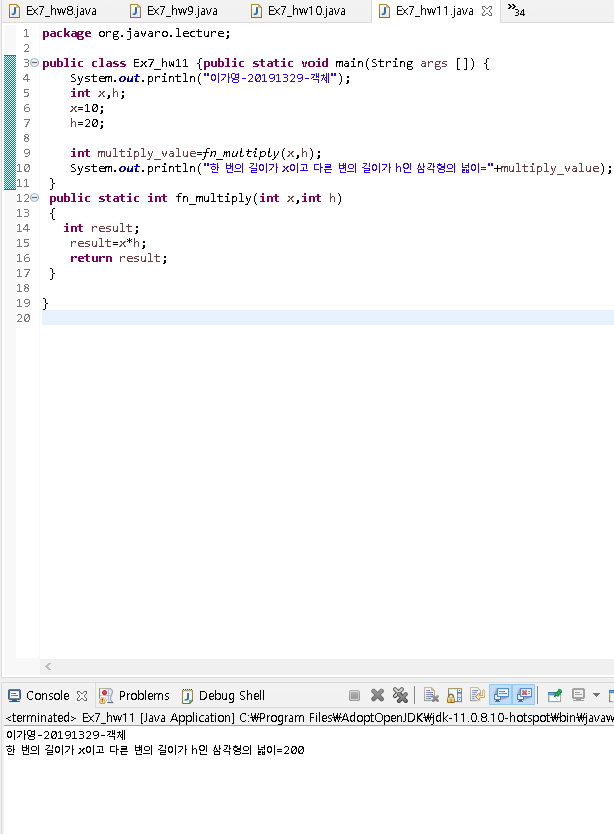 Ex7_hw8.java Ex7_hw9.java Ex7_hw10.java Ex7_hw11.java »34
1 package org.javaro.lecture;
2
3 public class Ex7_hw11 {public static void main(String args []) {
4 System.out.println("이가영-20191329-객체");
5 int x,h;
6 x=10;
7 h=20;
8
9 int multiply_value=fn_multiply(x,h);
10 System.out.println("한 변의 길이가 x이고 다른 변의 길이가 h인 삼각형의 넓이="+multiply_value);
11 }
12 public static int fn_multiply(int x,int h)
13 {
14 int result;
15 result=x*h;
16 return result;
17 }
18
19 }
20
Console Problems Debug Shell
<terminated> Ex7_hw11 [Java Application] C:₩Program Files₩AdoptOpenJDK₩jdk-11.0.8.10-hotspot₩bin₩javaw
이가영-20191329-객체
한 변의 길이가 x이고 다른 변의 길이가 h인 삼각형의 넓이=200